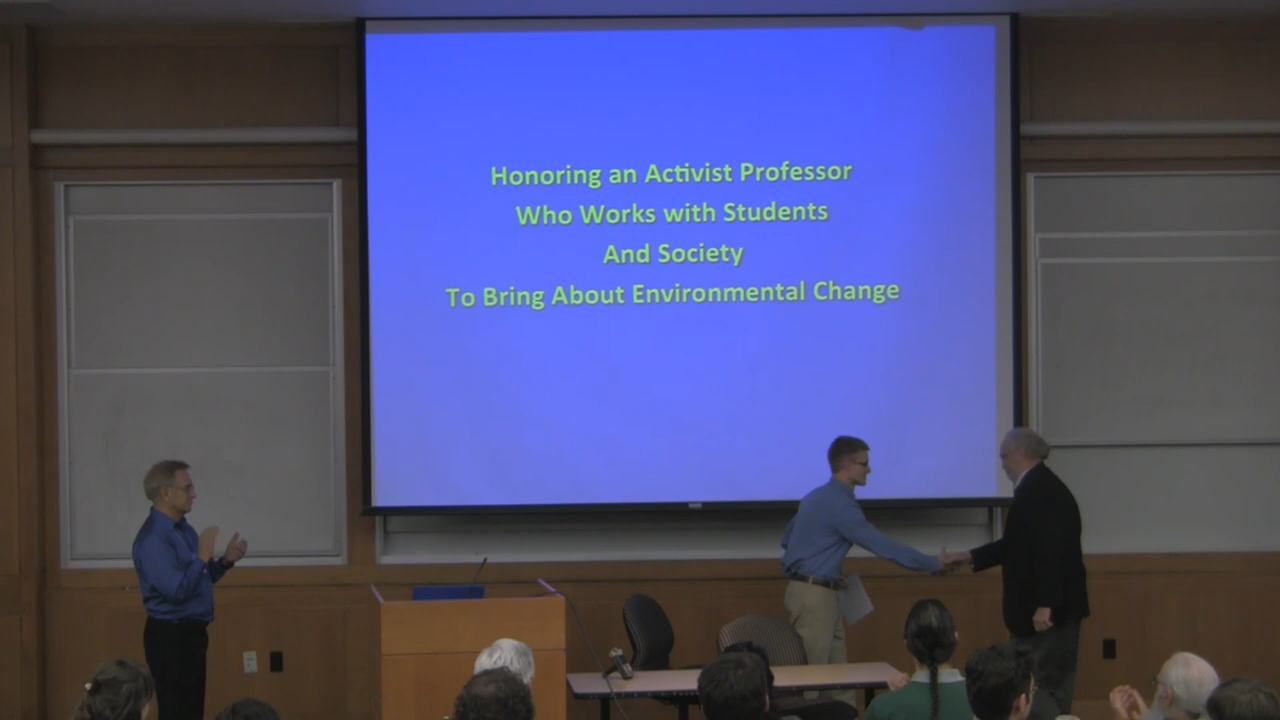 Honoring an Activist Professor
Who Works with Students
And Society
To Bring About Environmental Change